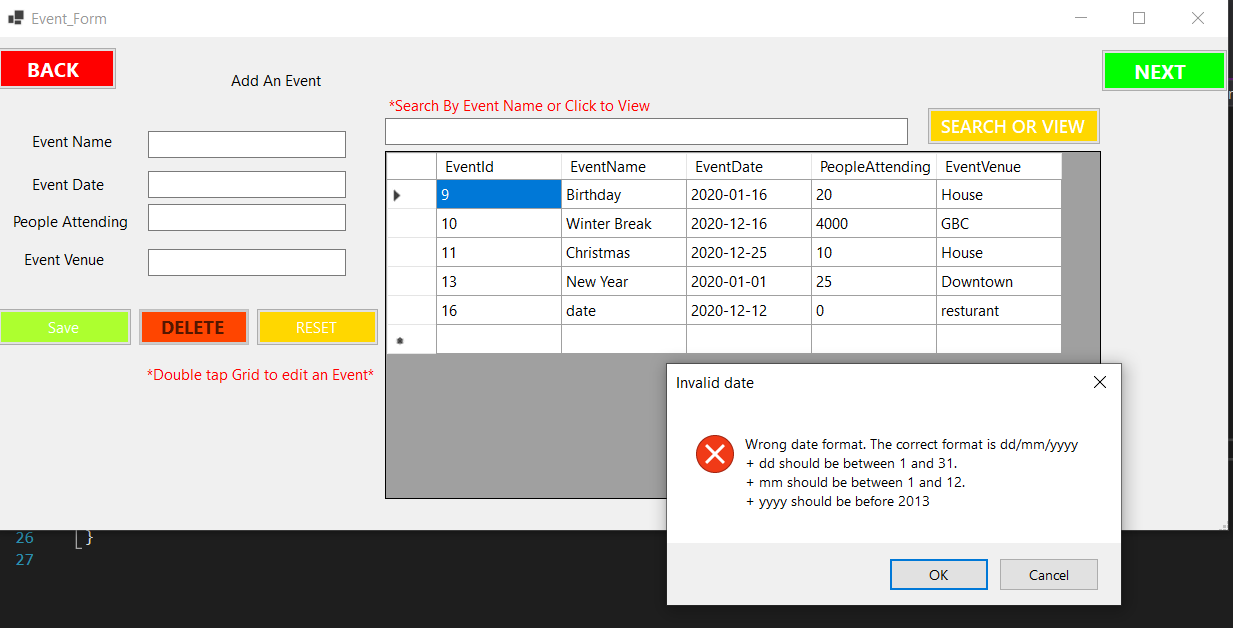 Event_Form
BACK
Add An Event
NEXT
*Search By Event Name or Click to View
SEARCH OR VIEW
Event Name
Event Date
People Attending
Event Venue
EventId EventName EventDate PeopleAttending EventVenue
9 Birthday 2020-01-16 20 House
10 Winter Break 2020-12-16 4000 GBC
11 Christmas 2020-12-25 10 House
13 New Year 2020-01-01 25 Downtown
16 date 2020-12-12 0 resturant
Save DELETE RESET
*Double tap Grid to edit an Event*
Invalid date
Wrong date format. The correct format is dd/mm/yyyy
+ dd should be between 1 and 31.
+ mm should be between 1 and 12.
+ yyyy should be before 2013
OK Cancel
26 }
27